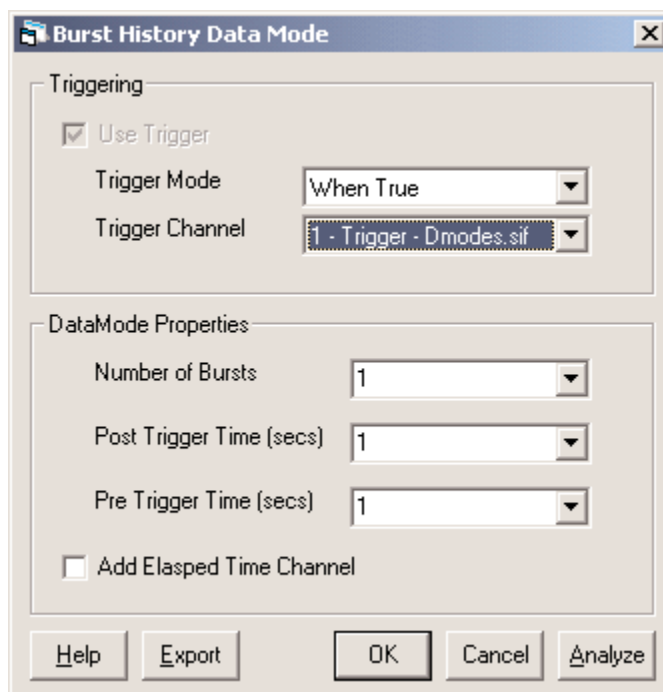 Burst History Data Mode
Triggering
Use Trigger
Trigger Mode When True
Trigger Channel 1 - Trigger - Dmodes.sif
DataMode Properties
Number of Bursts 1
Post Trigger Time (secs) 1
Pre Trigger Time (secs) 1
Add Elasped Time Channel
Help Export OK Cancel Analyze